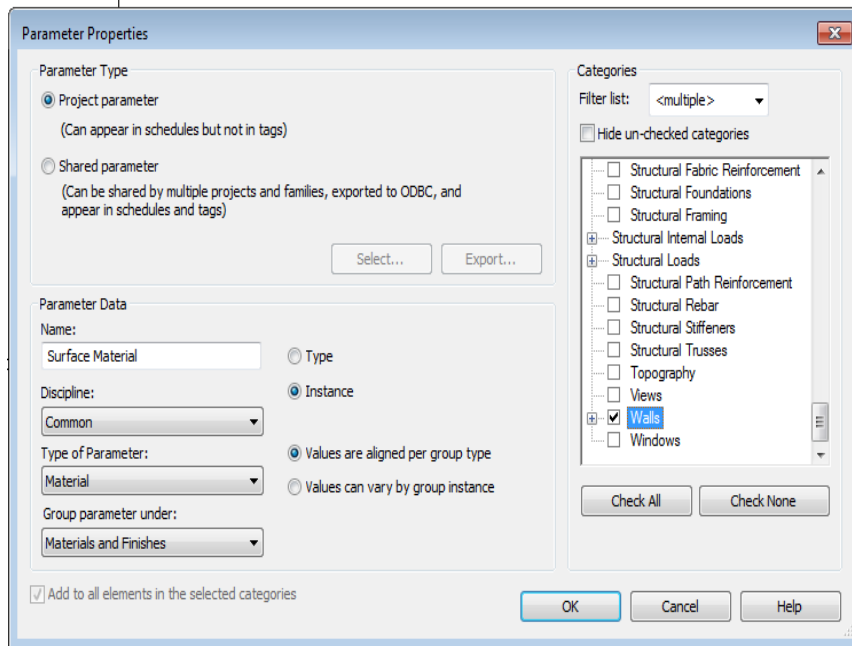 Parameter Properties
Parameter Type
Project parameter
(Can appear in schedules but not in tags)
Shared parameter
(Can be shared by multiple projects and families, exported to ODBC, and
appear in schedules and tags)
Select...
Export...
Parameter Data
Name:
Surface Material
Type
Discipline:
Instance
Common
Type of Parameter:
Values are aligned per group type
Material
Values can vary by group instance
Group parameter under:
Materials and Finishes
Add to all elements in the selected categories
Categories
Filter list:
<multiple>
Hide un-checked categories
Structural Fabric Reinforcement
Structural Foundations
Structural Framing
Structural Internal Loads
Structural Loads
Structural Path Reinforcement
Structural Rebar
Structural Stiffeners
Structural Trusses
Topography
Views
Walls
Windows
Check All
Check None
OK
Cancel
Help